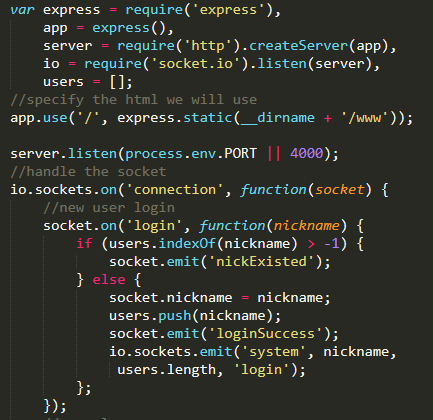 var express = require('express'),
    app = express(),
    server = require('http').createServer(app),
    io = require('socket.io').listen(server),
    users = [];
//specify the html we will use
app.use('/', express.static(__dirname + '/www'));

server.listen(process.env.PORT || 4000);
//handle the socket
io.sockets.on('connection', function(socket) {
    //new user login
    socket.on('login', function(nickname) {
        if (users.indexOf(nickname) > -1) {
            socket.emit('nickExisted');
        } else {
            socket.nickname = nickname;
            users.push(nickname);
            socket.emit('loginSuccess');
            io.sockets.emit('system', nickname,
             users.length, 'login');
        };
    });